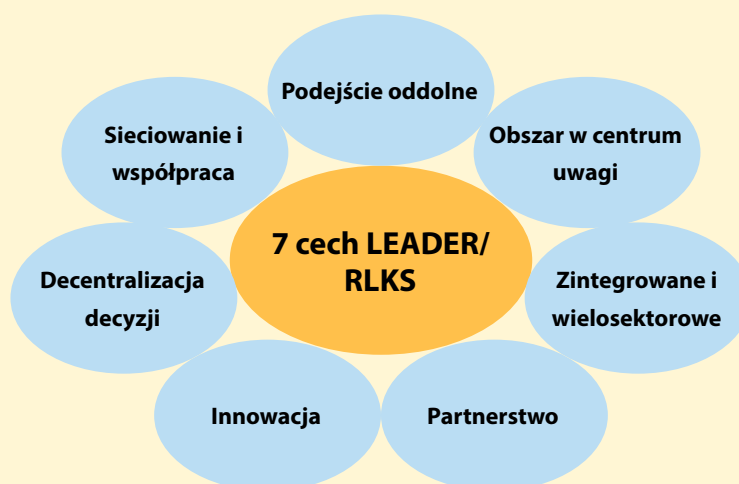 Podejście oddolne
Sieciowanie i
współpraca
Obszar w centrum
uwagi
7 cech LEADER/
RLKS
Decentralizacja
decyzji
Zintegrowane i
wielosektorowe
Innowacja
Partnerstwo